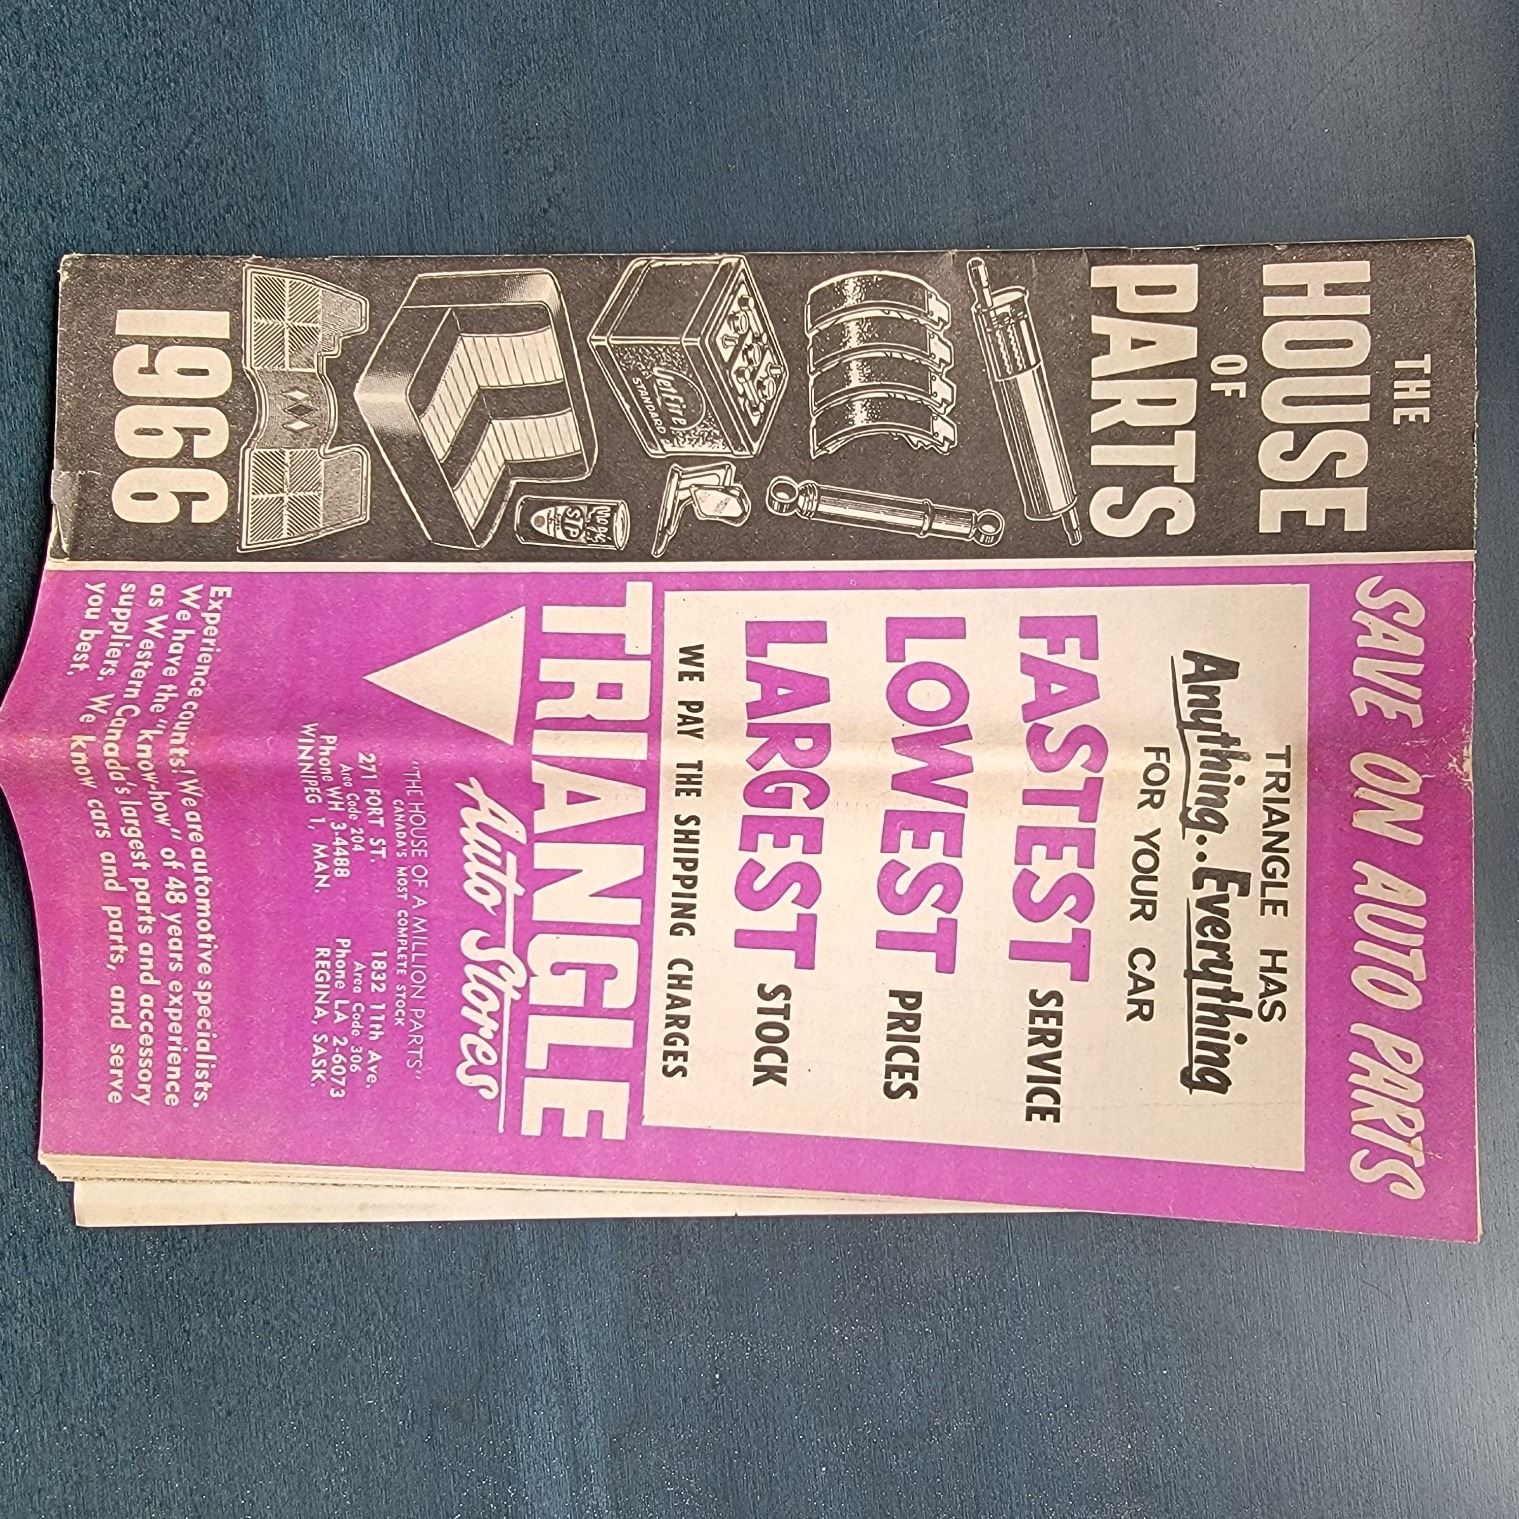 THE
HOUSE
OF
PARTS
JetFire
STANDARD
STP
1966
SAVE ON AUTO PARTS
TRIANGLE HAS
Anything..Everything
FOR YOUR CAR
FASTEST SERVICE
LOWEST PRICES
LARGEST STOCK
WE PAY THE SHIPPING CHARGES
TRIANGLE
Auto Stores
"THE HOUSE OF A MILLION PARTS"
CANADA'S MOST COMPLETE STOCK
271 FORT ST.
Area Code 204
Phone WH 3-4488
WINNIPEG 1, MAN.
1832 11th Ave.
Area Code 306
Phone LA 2-6073
REGINA, SASK.
Experience counts! We are automotive specialists.
We have the "know-how" of 48 years experience
as Western Canada's largest parts and accessory
suppliers. We know cars and parts, and serve
you best.